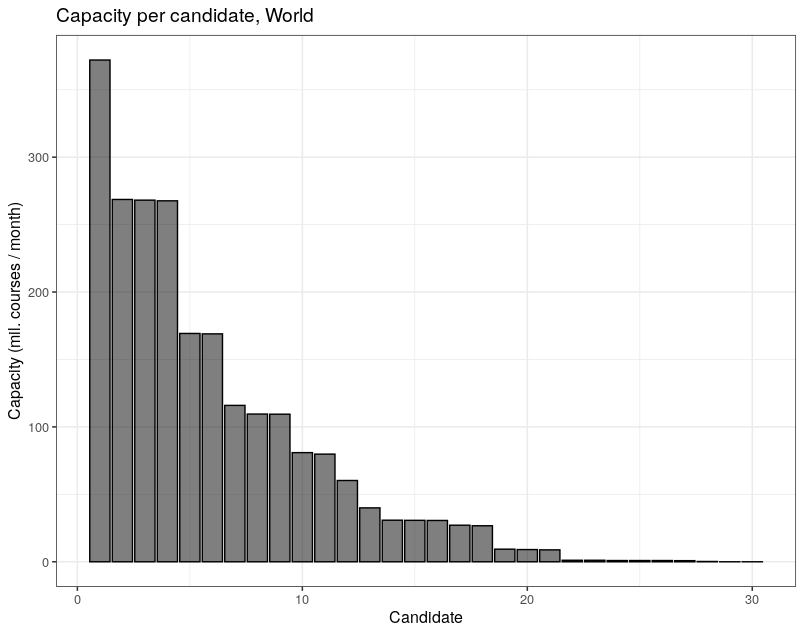 Capacity per candidate, World
Capacity (mil. courses / month)
300
200
100
0
0 10 20 30
Candidate